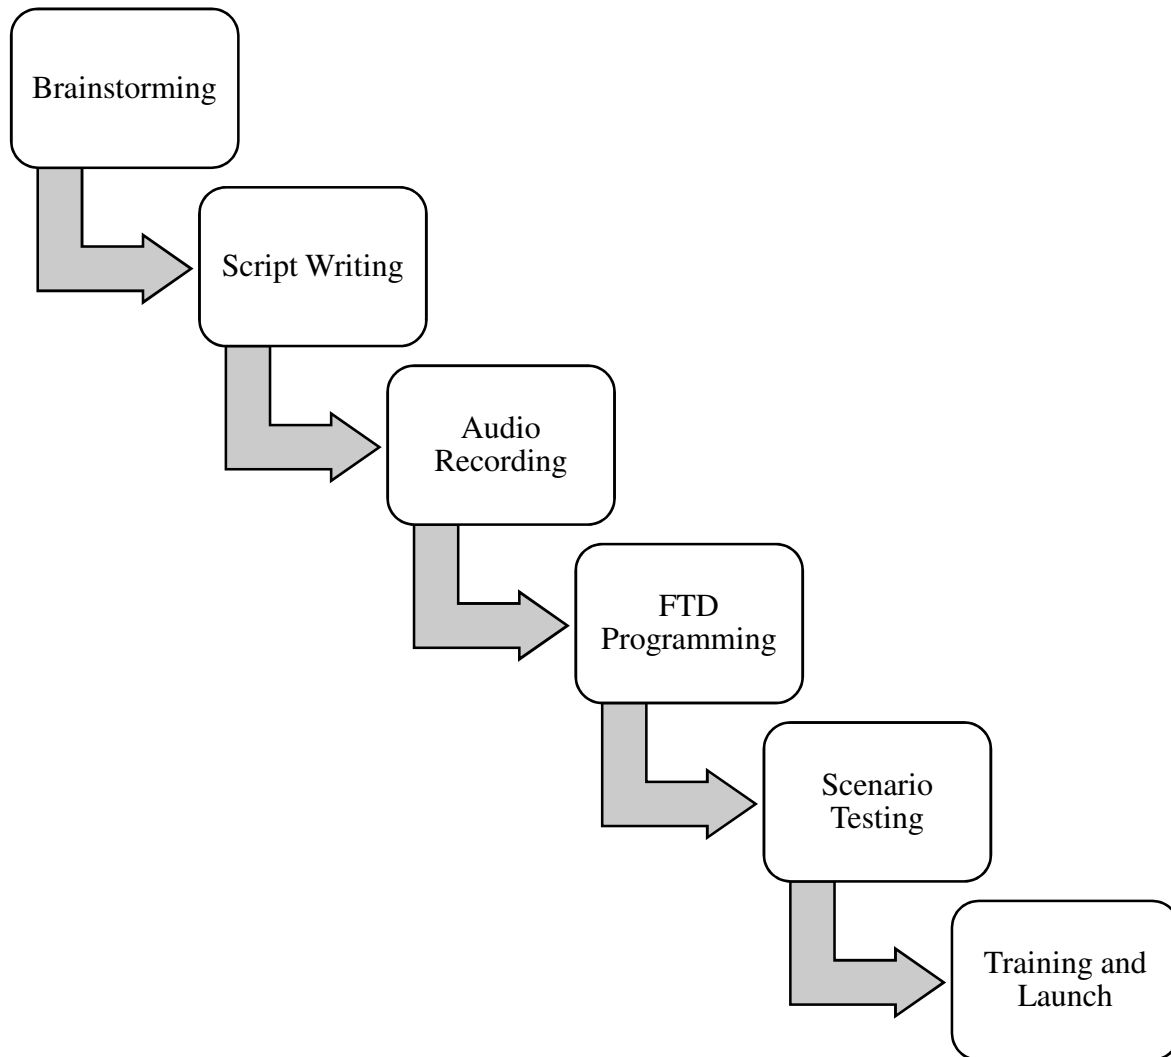 Brainstorming
Script Writing
Audio
Recording
FTD
Programming
Scenario
Testing
Training and
Launch